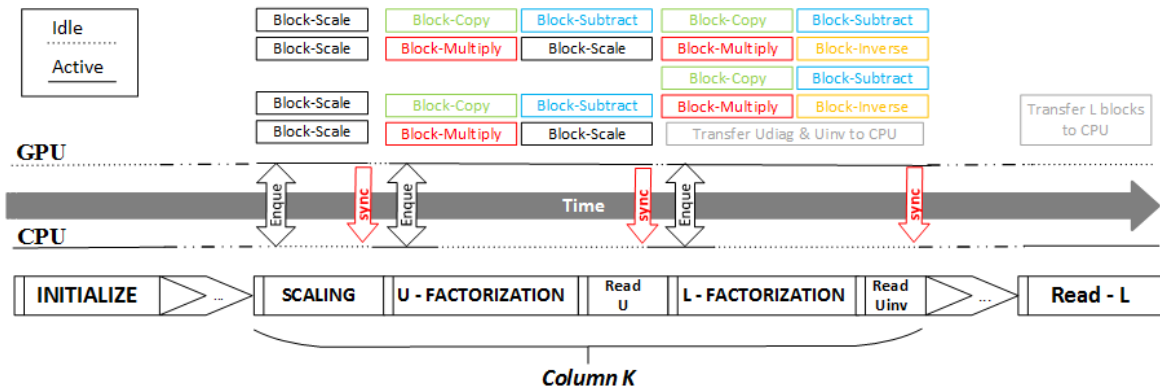 Idle
Active
Block-Scale Block-Copy Block-Subtract Block-Copy Block-Subtract
Block-Scale Block-Multiply Block-Scale Block-Multiply Block-Inverse
Block-Copy Block-Subtract
Block-Scale Block-Copy Block-Subtract Block-Multiply Block-Inverse
Block-Scale Block-Multiply Block-Scale Transfer Udiag & Uinv to CPU
Transfer L blocks
to CPU
GPU
Enque sync Enque sync Enque sync
Time
CPU
INITIALIZE ... SCALING U - FACTORIZATION Read
U L - FACTORIZATION Read
Uinv ... Read - L
Column K